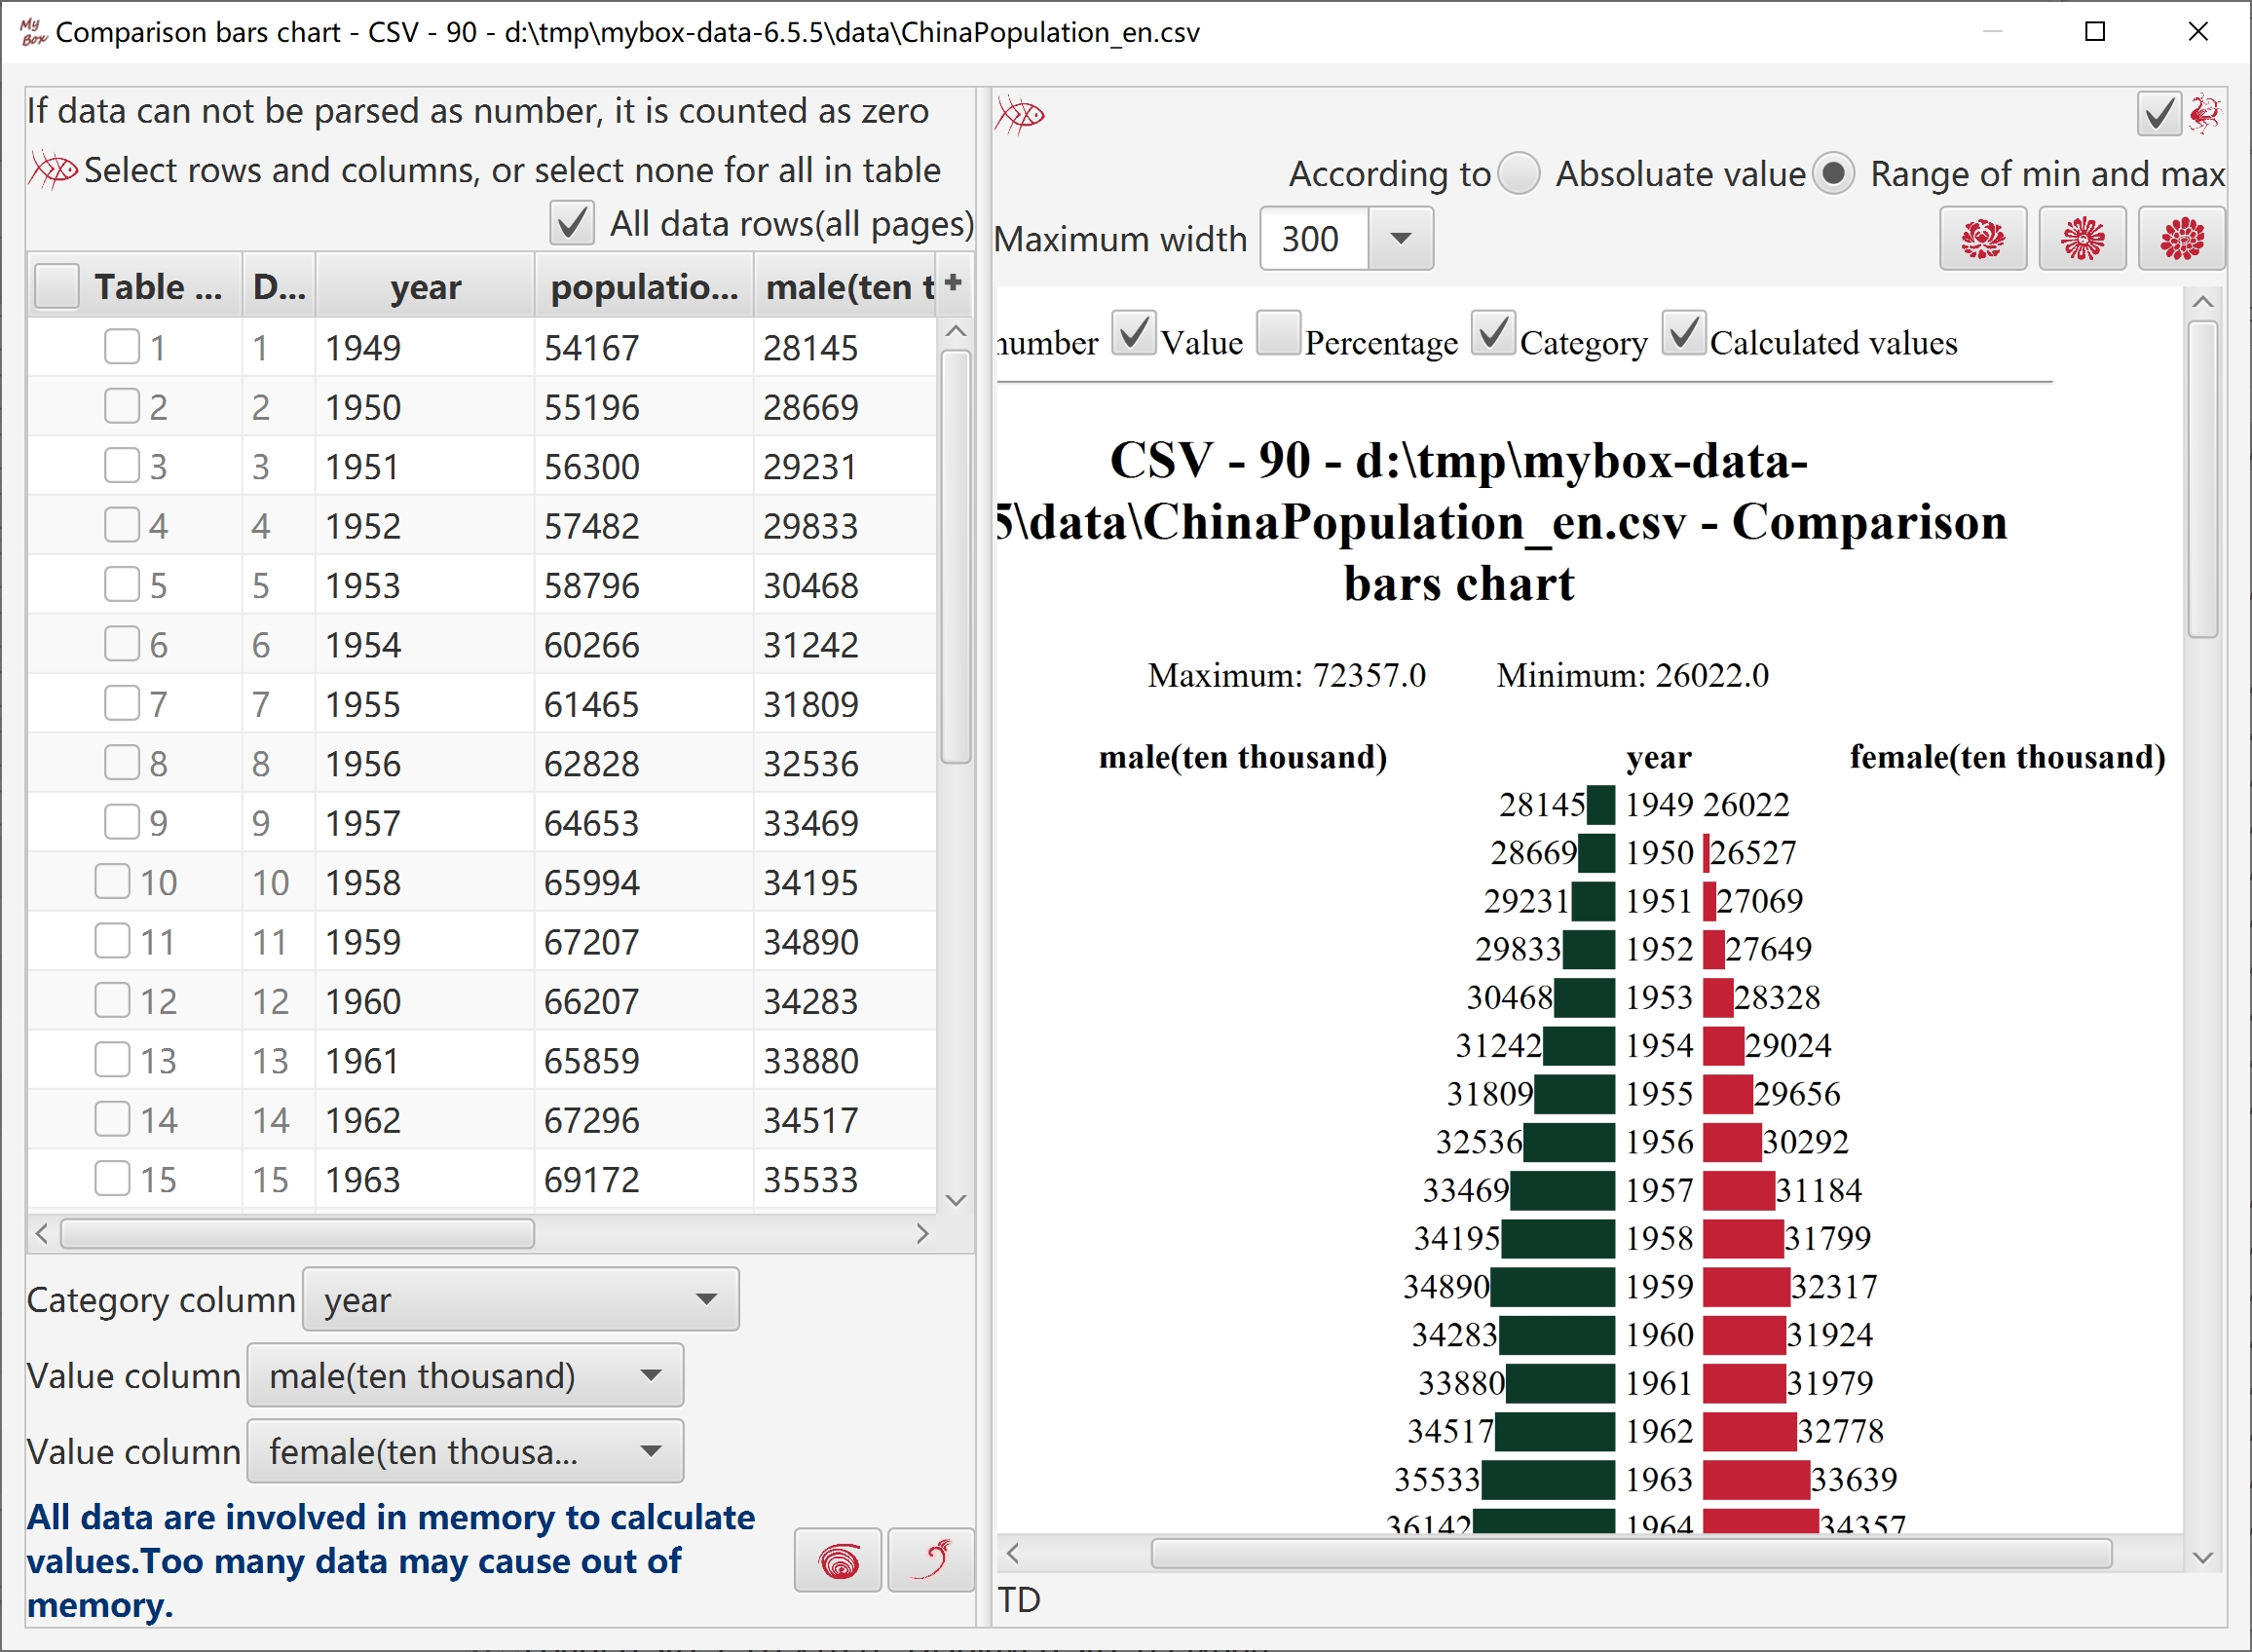 My Box Comparison bars chart - CSV - 90 - d:\tmp\mybox-data-6.5.5\data\ChinaPopulation_en.csv
If data can not be parsed as number, it is counted as zero
Select rows and columns, or select none for all in table
All data rows(all pages)
Table ... D... year populatio... male(ten t
1 1 1949 54167 28145
2 2 1950 55196 28669
3 3 1951 56300 29231
4 4 1952 57482 29833
5 5 1953 58796 30468
6 6 1954 60266 31242
7 7 1955 61465 31809
8 8 1956 62828 32536
9 9 1957 64653 33469
10 10 1958 65994 34195
11 11 1959 67207 34890
12 12 1960 66207 34283
13 13 1961 65859 33880
14 14 1962 67296 34517
15 15 1963 69172 35533
Category column year
Value column male(ten thousand)
Value column female(ten thousa...
All data are involved in memory to calculate
values.Too many data may cause out of
memory.
According to Absoluate value Range of min and max
Maximum width 300
number Value Percentage Category Calculated values
CSV - 90 - d:\tmp\mybox-data-
5\data\ChinaPopulation_en.csv - Comparison
bars chart
Maximum: 72357.0 Minimum: 26022.0
male(ten thousand) year female(ten thousand)
28145 1949 26022
28669 1950 26527
29231 1951 27069
29833 1952 27649
30468 1953 28328
31242 1954 29024
31809 1955 29656
32536 1956 30292
33469 1957 31184
34195 1958 31799
34890 1959 32317
34283 1960 31924
33880 1961 31979
34517 1962 32778
35533 1963 33639
36142 1964 34357
TD